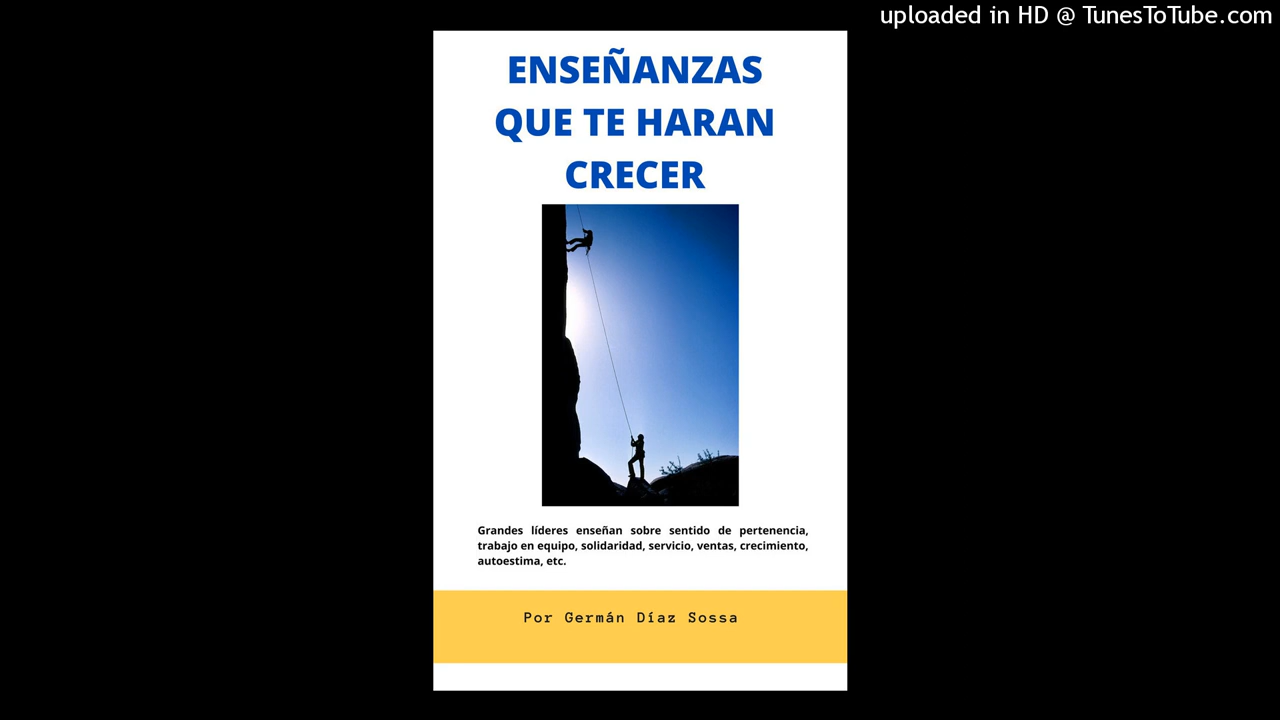 uploaded in HD @ TunesToTube.com
ENSEÑANZAS
QUE TE HARAN
CRECER
Grandes líderes enseñan sobre sentido de pertenencia,
trabajo en equipo, solidaridad, servicio, ventas, crecimiento,
autoestima, etc.
Por Germán Díaz Sossa